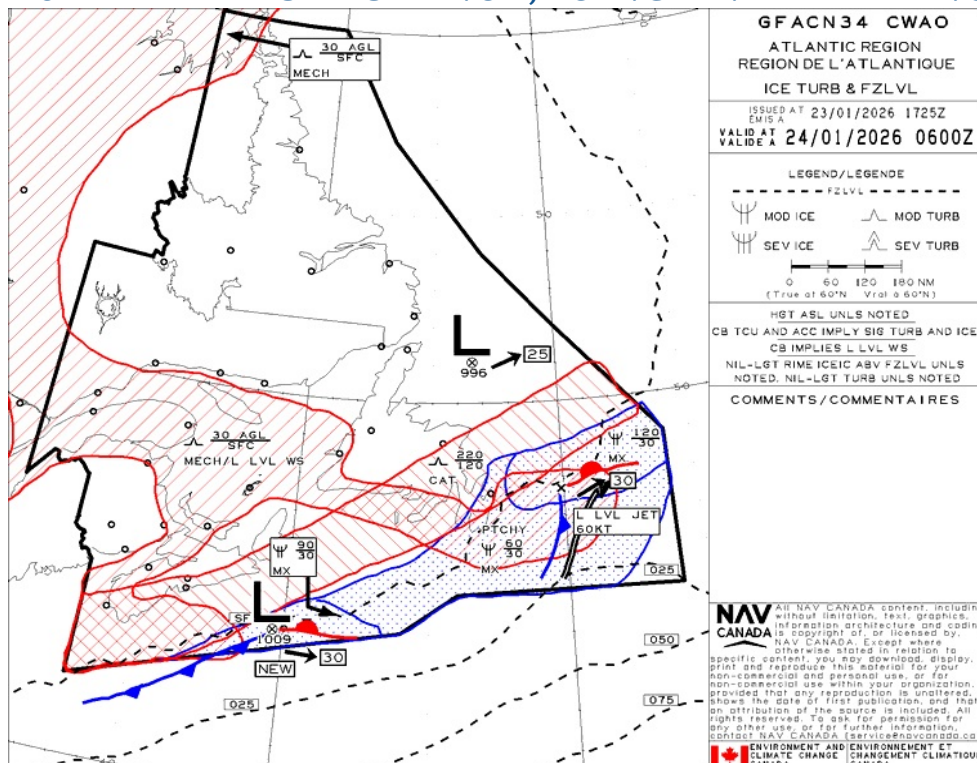 GFACN34 CWAO
ATLANTIC REGION
REGION DE L'ATLANTIQUE
ICE TURB & FZLVL
ISSUED AT 23/01/2026 1725Z
EMIS A
VALID AT 24/01/2026 0600Z
VALIDE A
LEGEND/LÉGENDE
FZLVL
MOD ICE MOD TURB
SEV ICE SEV TURB
0 60 120 180 NM
(True at 60°N Vrai à 60°N)
HGT ASL UNLS NOTED
CB TCU AND ACC IMPLY SIG TURB AND ICE
CB IMPLIES L LVL WS
NIL-LGT RIME ICEIC ABV FZLVL UNLS
NOTED. NIL-LGT TURB UNLS NOTED
COMMENTS/COMMENTAIRES
30 AGL
SFC
MECH
50
L
996
25
50
30 AGL
SFC
MECH/L LVL WS
220
120
CAT
120
30
MX
30
L LVL JET
60KT
PTCHY
60
30
MX
90
30
MX
SF
L
1009
NEW
30
025
025
050
075
NAV
CANADA
All NAV CANADA content, including
without limitation, text, graphics,
information architecture and coding
is copyright of, or licensed by,
NAV CANADA. Except where
otherwise stated in relation to
specific content, you may download, display,
print and reproduce this material for your
non-commercial and personal use, or for
non-commercial use within your organization,
provided that any reproduction is unaltered,
shows the date of first publication, and that
an attribution of the source is included. All
rights reserved. To ask for permission for
any other use, or for further information,
contact NAV CANADA (service@navcanada.ca
ENVIRONMENT AND ENVIRONNEMENT ET
CLIMATE CHANGE CHANGEMENT CLIMATIQUE